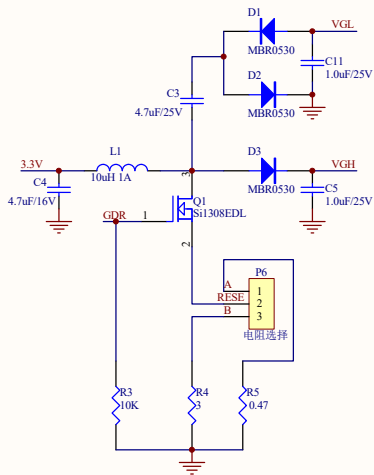 D1
VGL
MBR0530
C11
1.0uF/25V
D2
MBR0530
C3
4.7uF/25V
L1
3.3V
10uH 1A
D3
VGH
MBR0530
C4
4.7uF/16V
C5
1.0uF/25V
3
Q1
Si1308EDL
GDR
1
2
P6
A
1
RESE
2
B
3
电阻选择
R3
10K
R4
3
R5
0.47